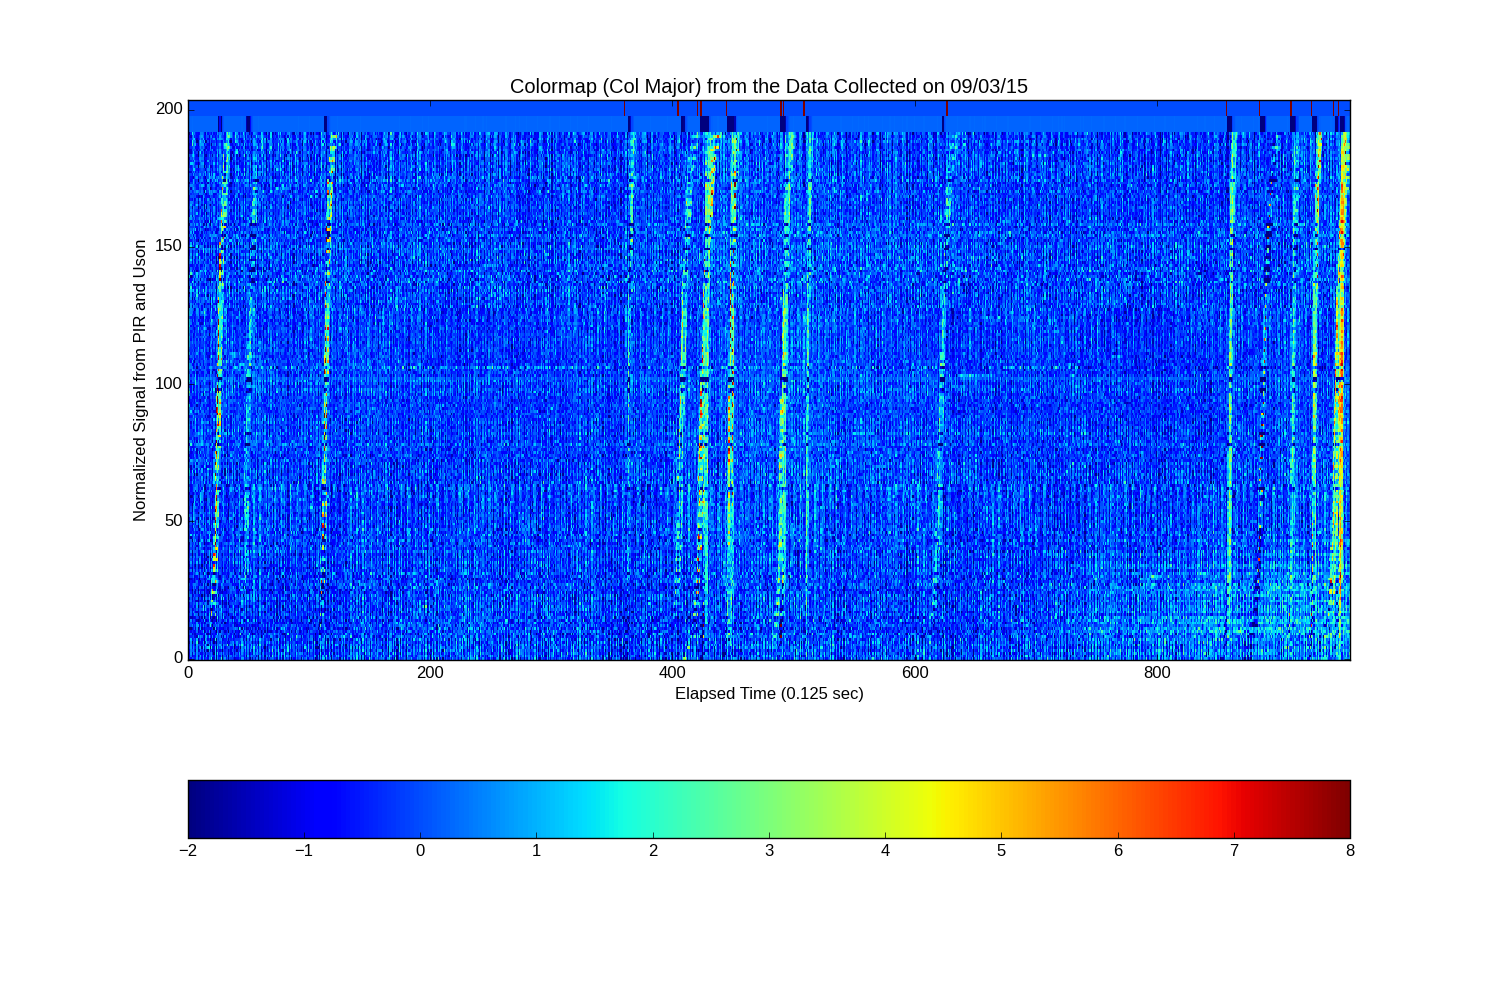 Colormap (Col Major) from the Data Collected on 09/03/15
200
150
100
50
0
Normalized Signal from PIR and Uson
0 200 400 600 800
Elapsed Time (0.125 sec)
−2 −1 0 1 2 3 4 5 6 7 8